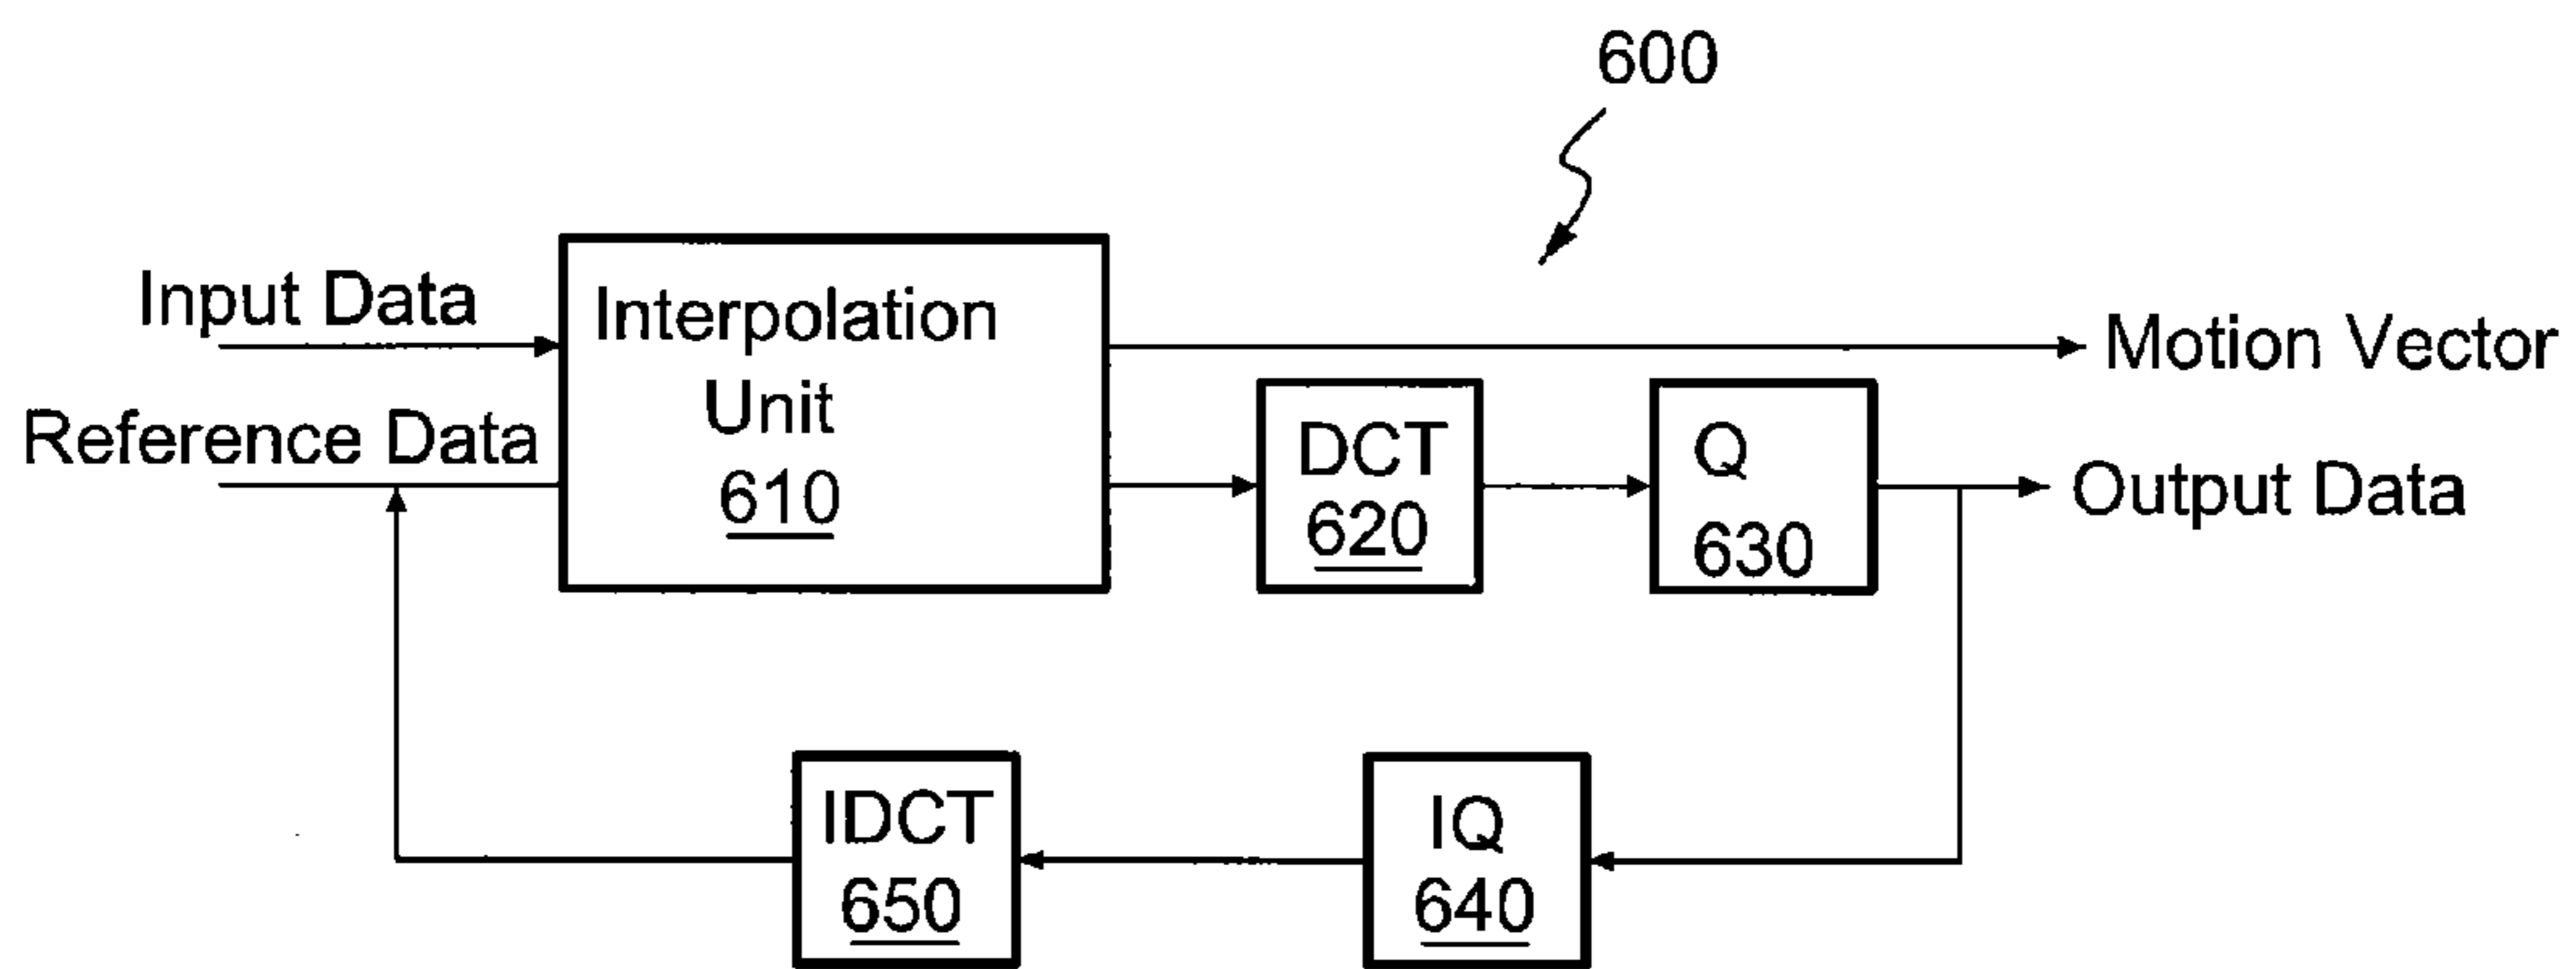 600
Input Data
Reference Data
Interpolation
Unit
610
Motion Vector
DCT
620
Q
630
Output Data
IDCT
650
IQ
640